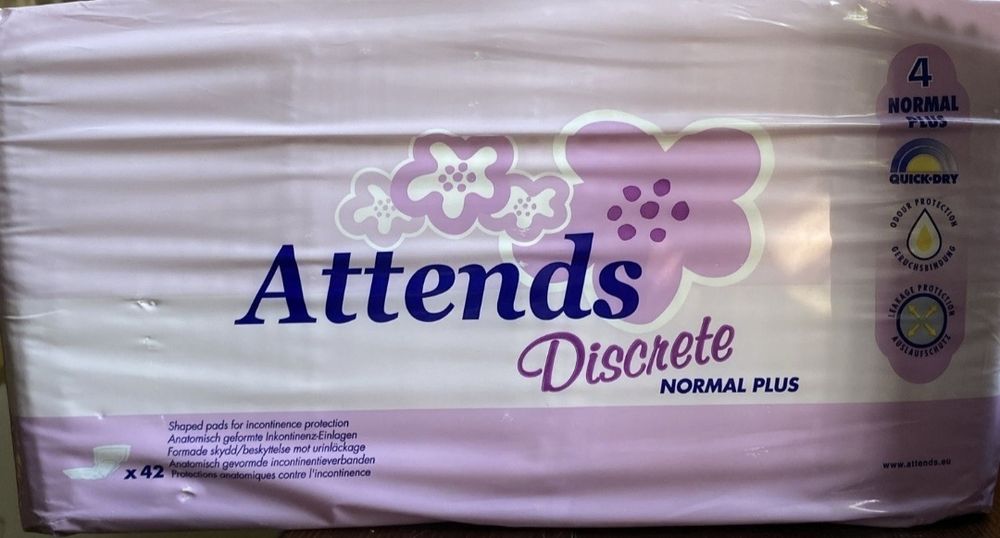 Attends
Discrete
NORMAL PLUS
Shaped pads for incontinence protection
Anatomisch geformte Inkontinenz-Einlagen
Formade skydd/beskyttelse mot urinläckage
Anatomisch gevormde incontinentieverbanden
Protections anatomiques contre l'incontinence
x 42
4
NORMAL
PLUS
QUICK-DRY
ODOUR PROTECTION
GERUCHSBINDUNG
LEAKAGE PROTECTION
AUSLAUFSCHUTZ
www.attends.eu